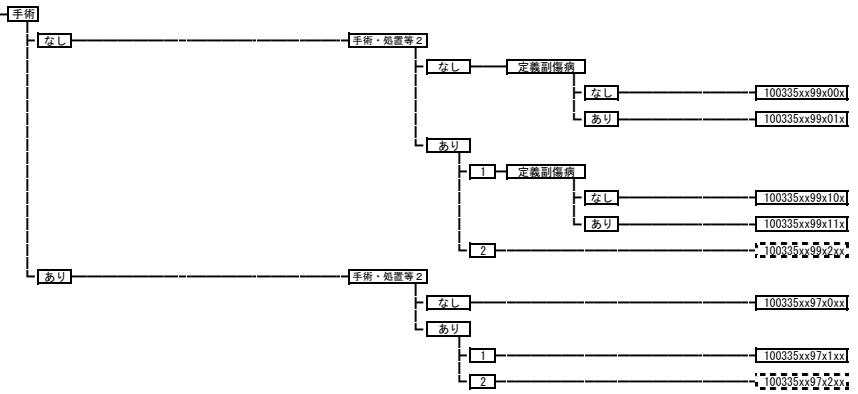 手術
なし 手術・処置等2
なし 定義副傷病
なし 100335xx99x00x
あり 100335xx99x01x
あり
1 定義副傷病
なし 100335xx99x10x
あり 100335xx99x11x
2 100335xx99x2xx
あり 手術・処置等2
なし 100335xx97x0xx
あり
1 100335xx97x1xx
2 100335xx97x2xx